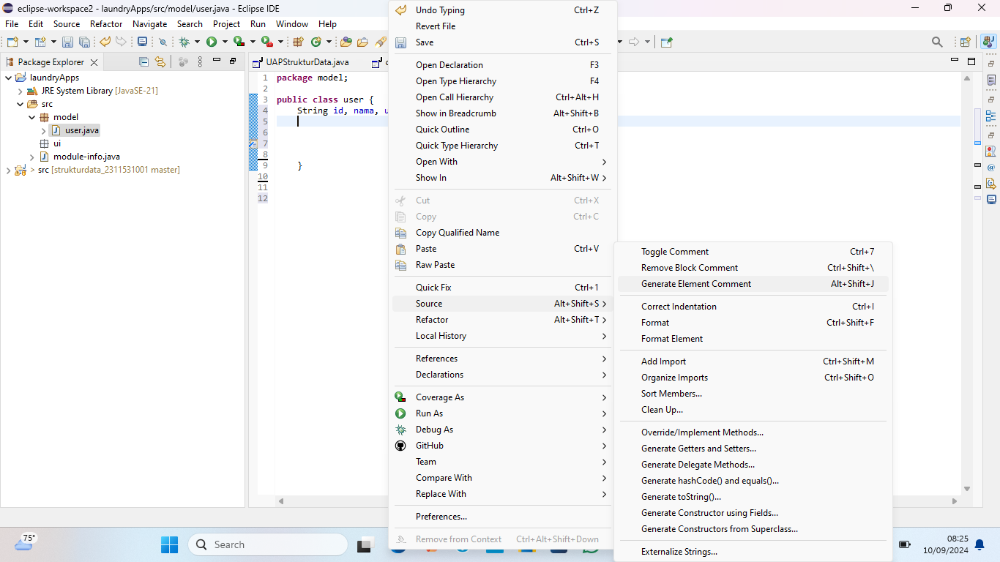 eclipse-workspace2 - laundryApps/src/model/user.java - Eclipse IDE
File Edit Source Refactor Navigate Search Project Run Window Help
Package Explorer
laundryApps
JRE System Library [JavaSE-21]
src
model
user.java
ui
module-info.java
> src [strukturdata_2311531001 master]
UAPStrukturData.java
1 package model;
2
3 public class user {
4 String id, nama, u
5
6
7
8
9 }
10
11
12
Undo Typing Ctrl+Z
Revert File
Save Ctrl+S
Open Declaration F3
Open Type Hierarchy F4
Open Call Hierarchy Ctrl+Alt+H
Show in Breadcrumb Alt+Shift+B
Quick Outline Ctrl+O
Quick Type Hierarchy Ctrl+T
Open With
Show In Alt+Shift+W
Cut Ctrl+X
Copy Ctrl+C
Copy Qualified Name
Paste Ctrl+V
Raw Paste
Quick Fix Ctrl+1
Source Alt+Shift+S
Refactor Alt+Shift+T
Local History
References
Declarations
Coverage As
Run As
Debug As
GitHub
Team
Compare With
Replace With
Preferences...
Remove from Context Ctrl+Alt+Shift+Down
Toggle Comment Ctrl+7
Remove Block Comment Ctrl+Shift+\
Generate Element Comment Alt+Shift+J
Correct Indentation Ctrl+I
Format Ctrl+Shift+F
Format Element
Add Import Ctrl+Shift+M
Organize Imports Ctrl+Shift+O
Sort Members...
Clean Up...
Override/Implement Methods...
Generate Getters and Setters...
Generate Delegate Methods...
Generate hashCode() and equals()...
Generate toString()...
Generate Constructor using Fields...
Generate Constructors from Superclass...
Externalize Strings...
75°
Search
08:25
10/09/2024